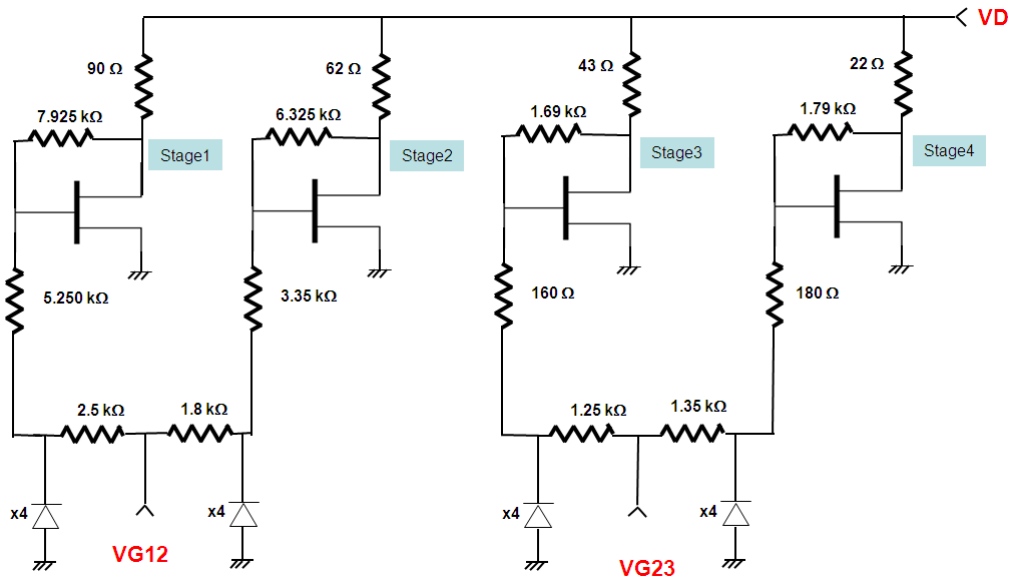 VD
90 Ω
62 Ω
43 Ω
22 Ω
7.925 kΩ
6.325 kΩ
1.69 kΩ
1.79 kΩ
Stage1
Stage2
Stage3
Stage4
5.250 kΩ
3.35 kΩ
160 Ω
180 Ω
2.5 kΩ
1.8 kΩ
1.25 kΩ
1.35 kΩ
x4
x4
x4
x4
VG12
VG23